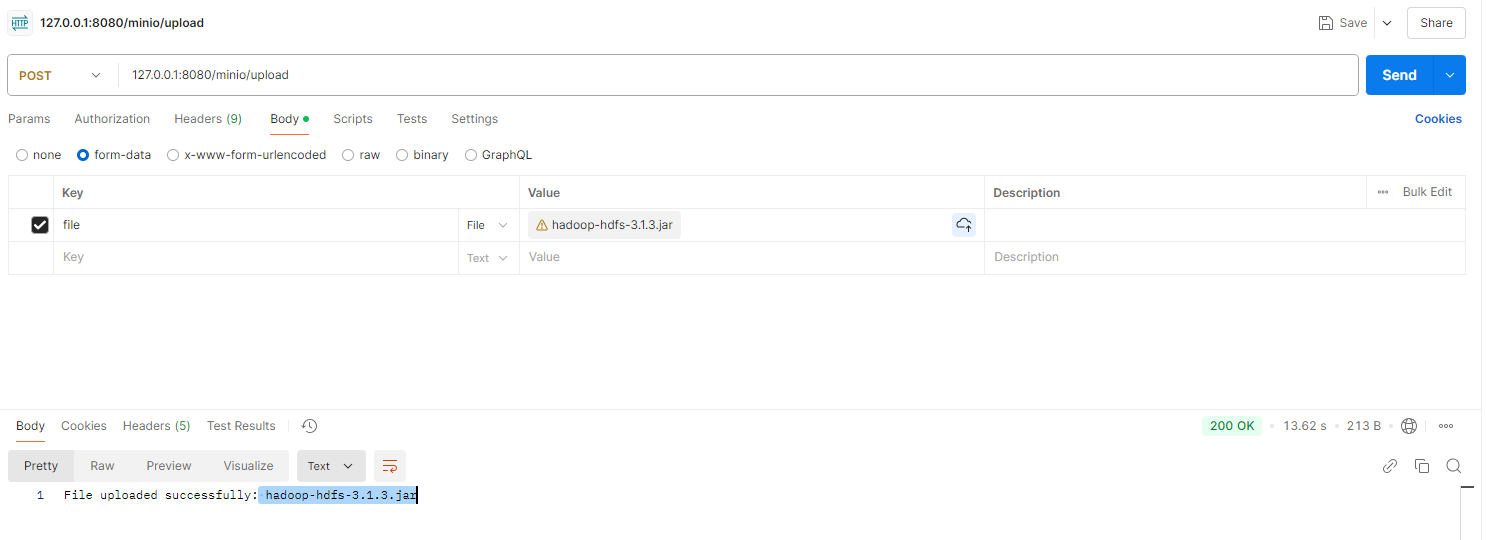 HTTP 127.0.0.1:8080/minio/upload Save Share
POST 127.0.0.1:8080/minio/upload Send
Params Authorization Headers (9) Body Scripts Tests Settings Cookies
none form-data x-www-form-urlencoded raw binary GraphQL
Key Value Description Bulk Edit
file File hadoop-hdfs-3.1.3.jar
Key Text Value Description
Body Cookies Headers (5) Test Results 200 OK 13.62 s 213 B
Pretty Raw Preview Visualize Text
1 File uploaded successfully: hadoop-hdfs-3.1.3.jar